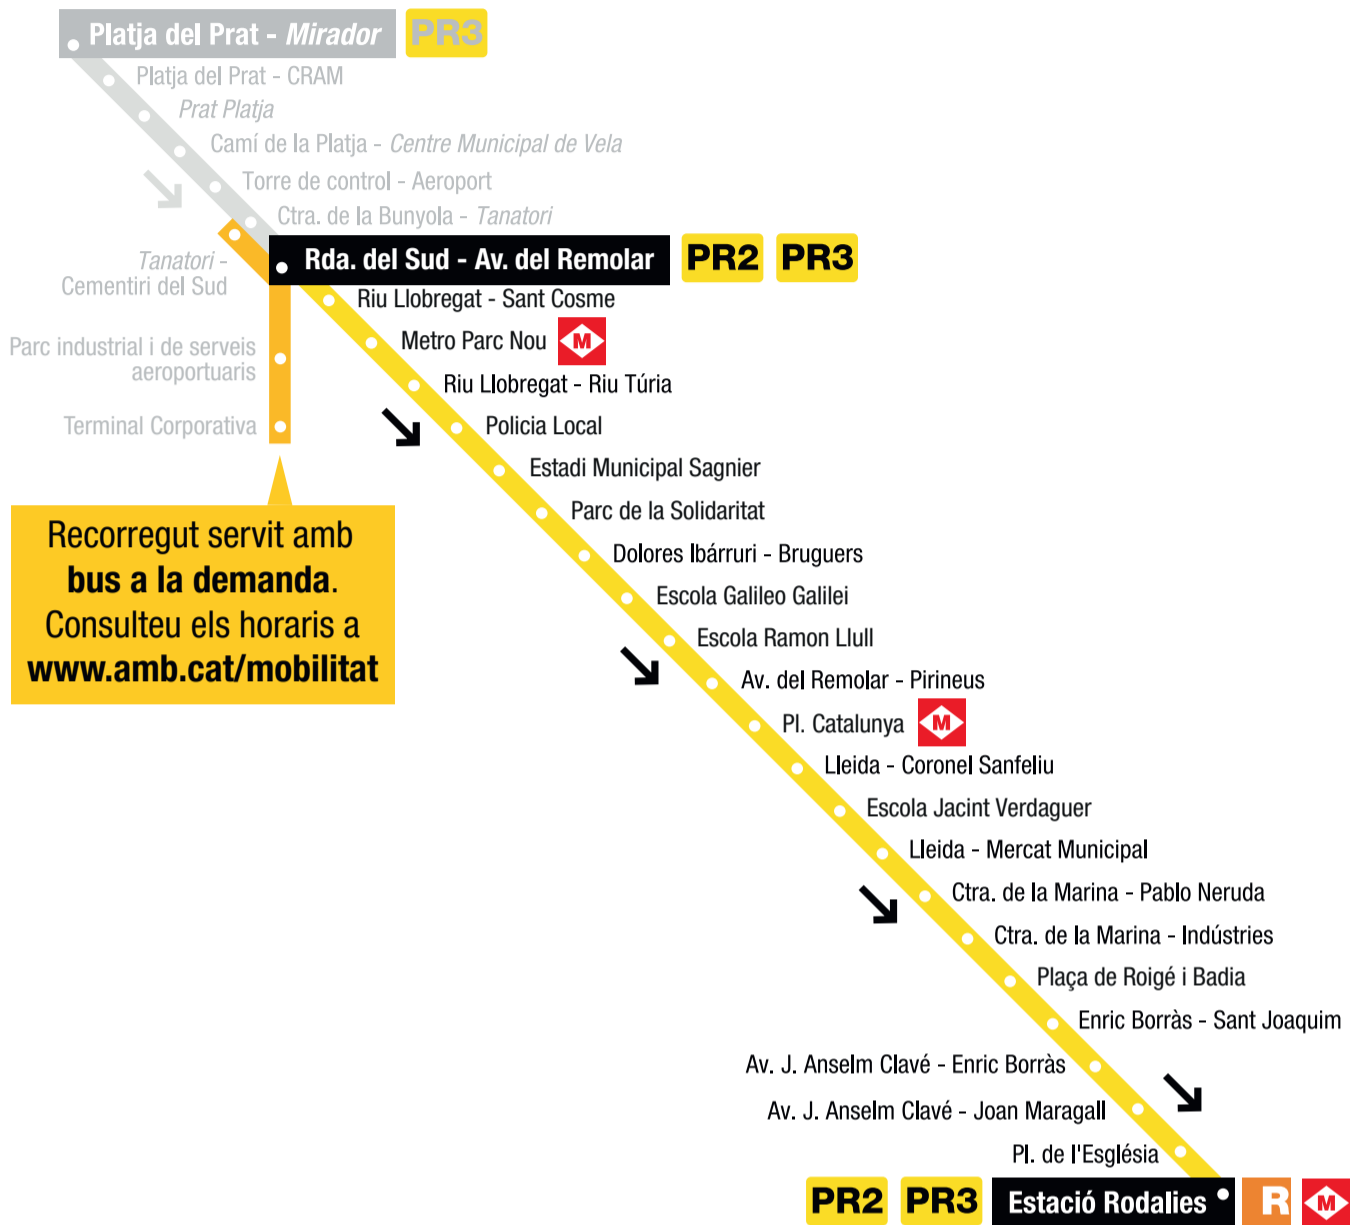 Platja del Prat - Mirador PR3
Platja del Prat - CRAM
Prat Platja
Camí de la Platja - Centre Municipal de Vela
Torre de control - Aeroport
Ctra. de la Bunyola - Tanatori
Rda. del Sud - Av. del Remolar PR2 PR3
Tanatori -
Cementiri del Sud
Riu Llobregat - Sant Cosme
Metro Parc Nou M
Parc industrial i de serveis
aeroportuaris
Riu Llobregat - Riu Túria
Terminal Corporativa
Policia Local
Estadi Municipal Sagnier
Parc de la Solidaritat
Recorregut servit amb
bus a la demanda.
Consulteu els horaris a
www.amb.cat/mobilitat
Dolores Ibárruri - Bruguers
Escola Galileo Galilei
Escola Ramon Llull
Av. del Remolar - Pirineus
Pl. Catalunya M
Lleida - Coronel Sanfeliu
Escola Jacint Verdaguer
Lleida - Mercat Municipal
Ctra. de la Marina - Pablo Neruda
Ctra. de la Marina - Indústries
Plaça de Roigé i Badia
Enric Borràs - Sant Joaquim
Av. J. Anselm Clavé - Enric Borràs
Av. J. Anselm Clavé - Joan Maragall
Pl. de l'Església
PR2 PR3 Estació Rodalies R M